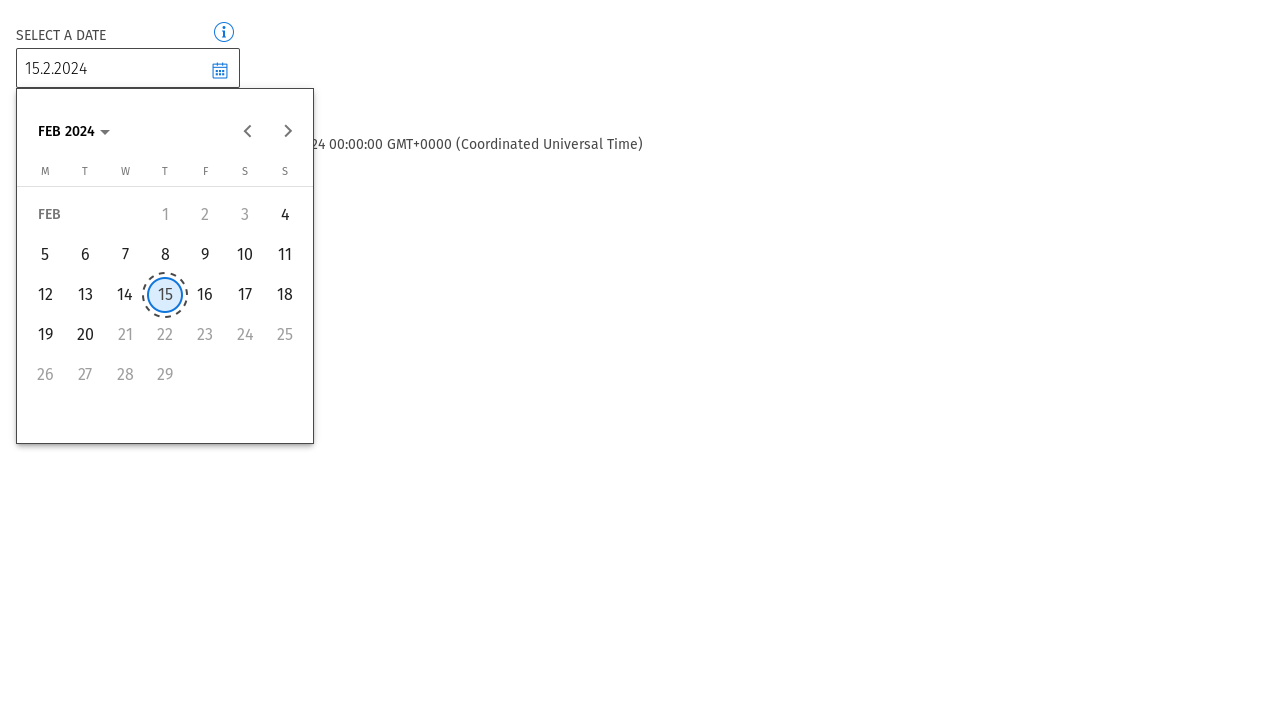 SELECT A DATE
15.2.2024
FEB 2024
24 00:00:00 GMT+0000 (Coordinated Universal Time)
M T W T F S S
FEB 1 2 3 4
5 6 7 8 9 10 11
12 13 14 15 16 17 18
19 20 21 22 23 24 25
26 27 28 29